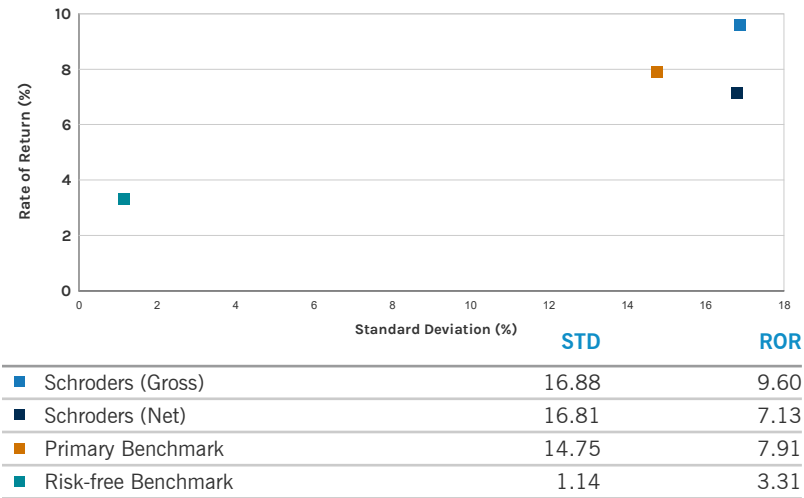 10
8
6
4
2
0
Rate of Return (%)
0 2 4 6 8 10 12 14 16 18
Standard Deviation (%)
STD ROR
Schroders (Gross) 16.88 9.60
Schroders (Net) 16.81 7.13
Primary Benchmark 14.75 7.91
Risk-free Benchmark 1.14 3.31